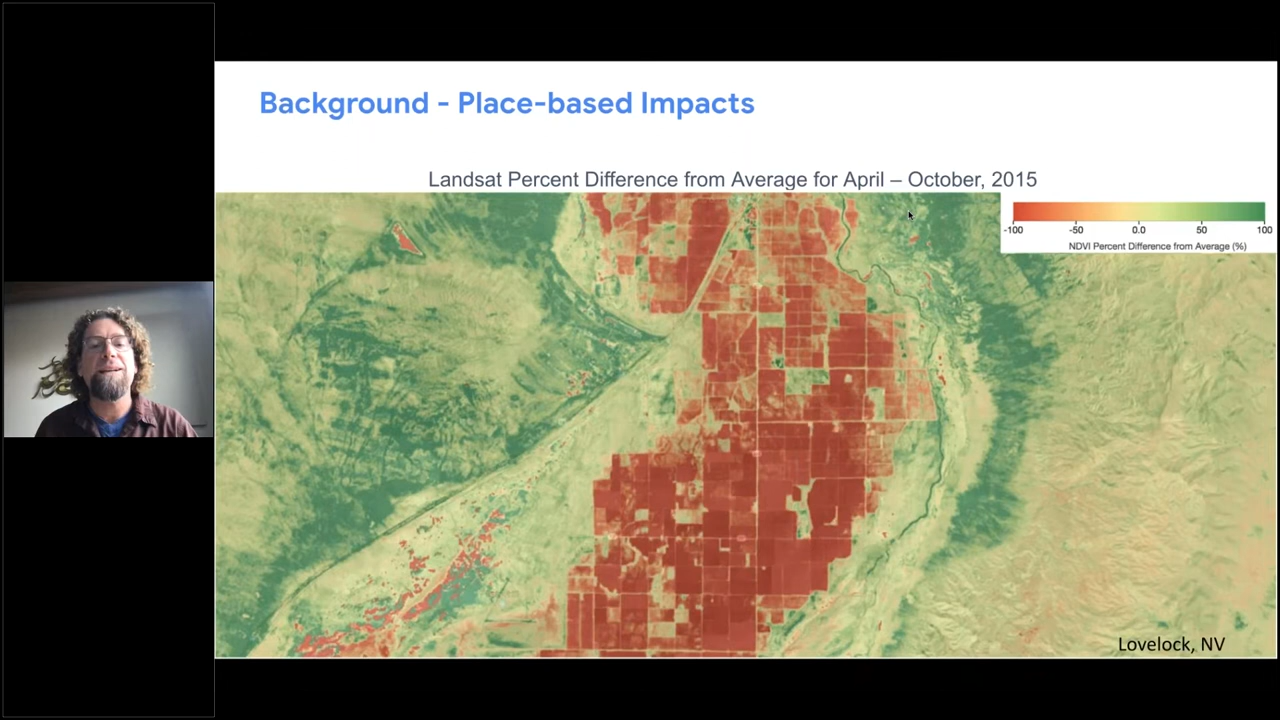 Background - Place-based Impacts
Landsat Percent Difference from Average for April – October, 2015
-100 -50 0.0 50 100
NDVI Percent Difference from Average (%)
Lovelock, NV